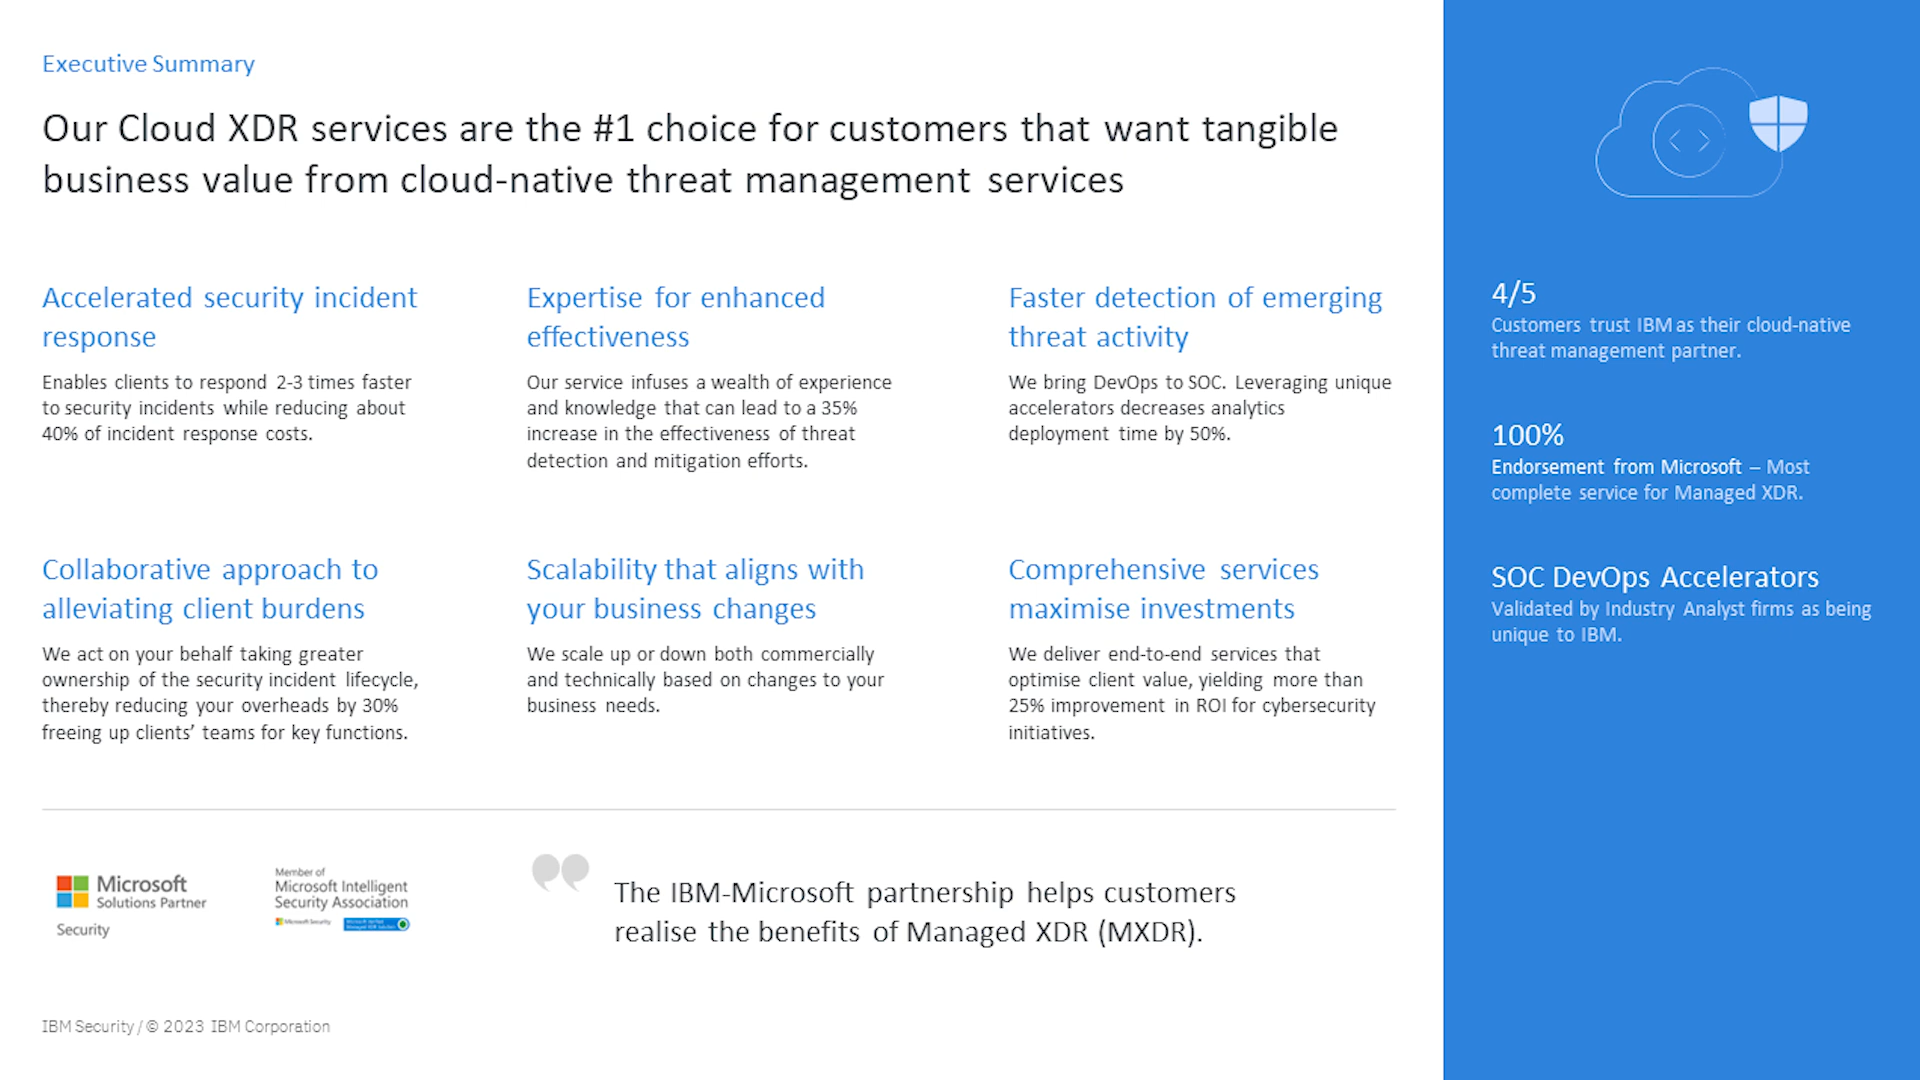 Executive Summary
Our Cloud XDR services are the #1 choice for customers that want tangible
business value from cloud-native threat management services
Accelerated security incident
response
Enables clients to respond 2-3 times faster
to security incidents while reducing about
40% of incident response costs.
Expertise for enhanced
effectiveness
Our service infuses a wealth of experience
and knowledge that can lead to a 35%
increase in the effectiveness of threat
detection and mitigation efforts.
Faster detection of emerging
threat activity
We bring DevOps to SOC. Leveraging unique
accelerators decreases analytics
deployment time by 50%.
Collaborative approach to
alleviating client burdens
We act on your behalf taking greater
ownership of the security incident lifecycle,
thereby reducing your overheads by 30%
freeing up clients’ teams for key functions.
Scalability that aligns with
your business changes
We scale up or down both commercially
and technically based on changes to your
business needs.
Comprehensive services
maximise investments
We deliver end-to-end services that
optimise client value, yielding more than
25% improvement in ROI for cybersecurity
initiatives.
Microsoft
Solutions Partner
Security
Member of
Microsoft Intelligent
Security Association
Microsoft Security
The IBM-Microsoft partnership helps customers
realise the benefits of Managed XDR (MXDR).
IBM Security / © 2023 IBM Corporation
4/5
Customers trust IBM as their cloud-native
threat management partner.
100%
Endorsement from Microsoft – Most
complete service for Managed XDR.
SOC DevOps Accelerators
Validated by Industry Analyst firms as being
unique to IBM.